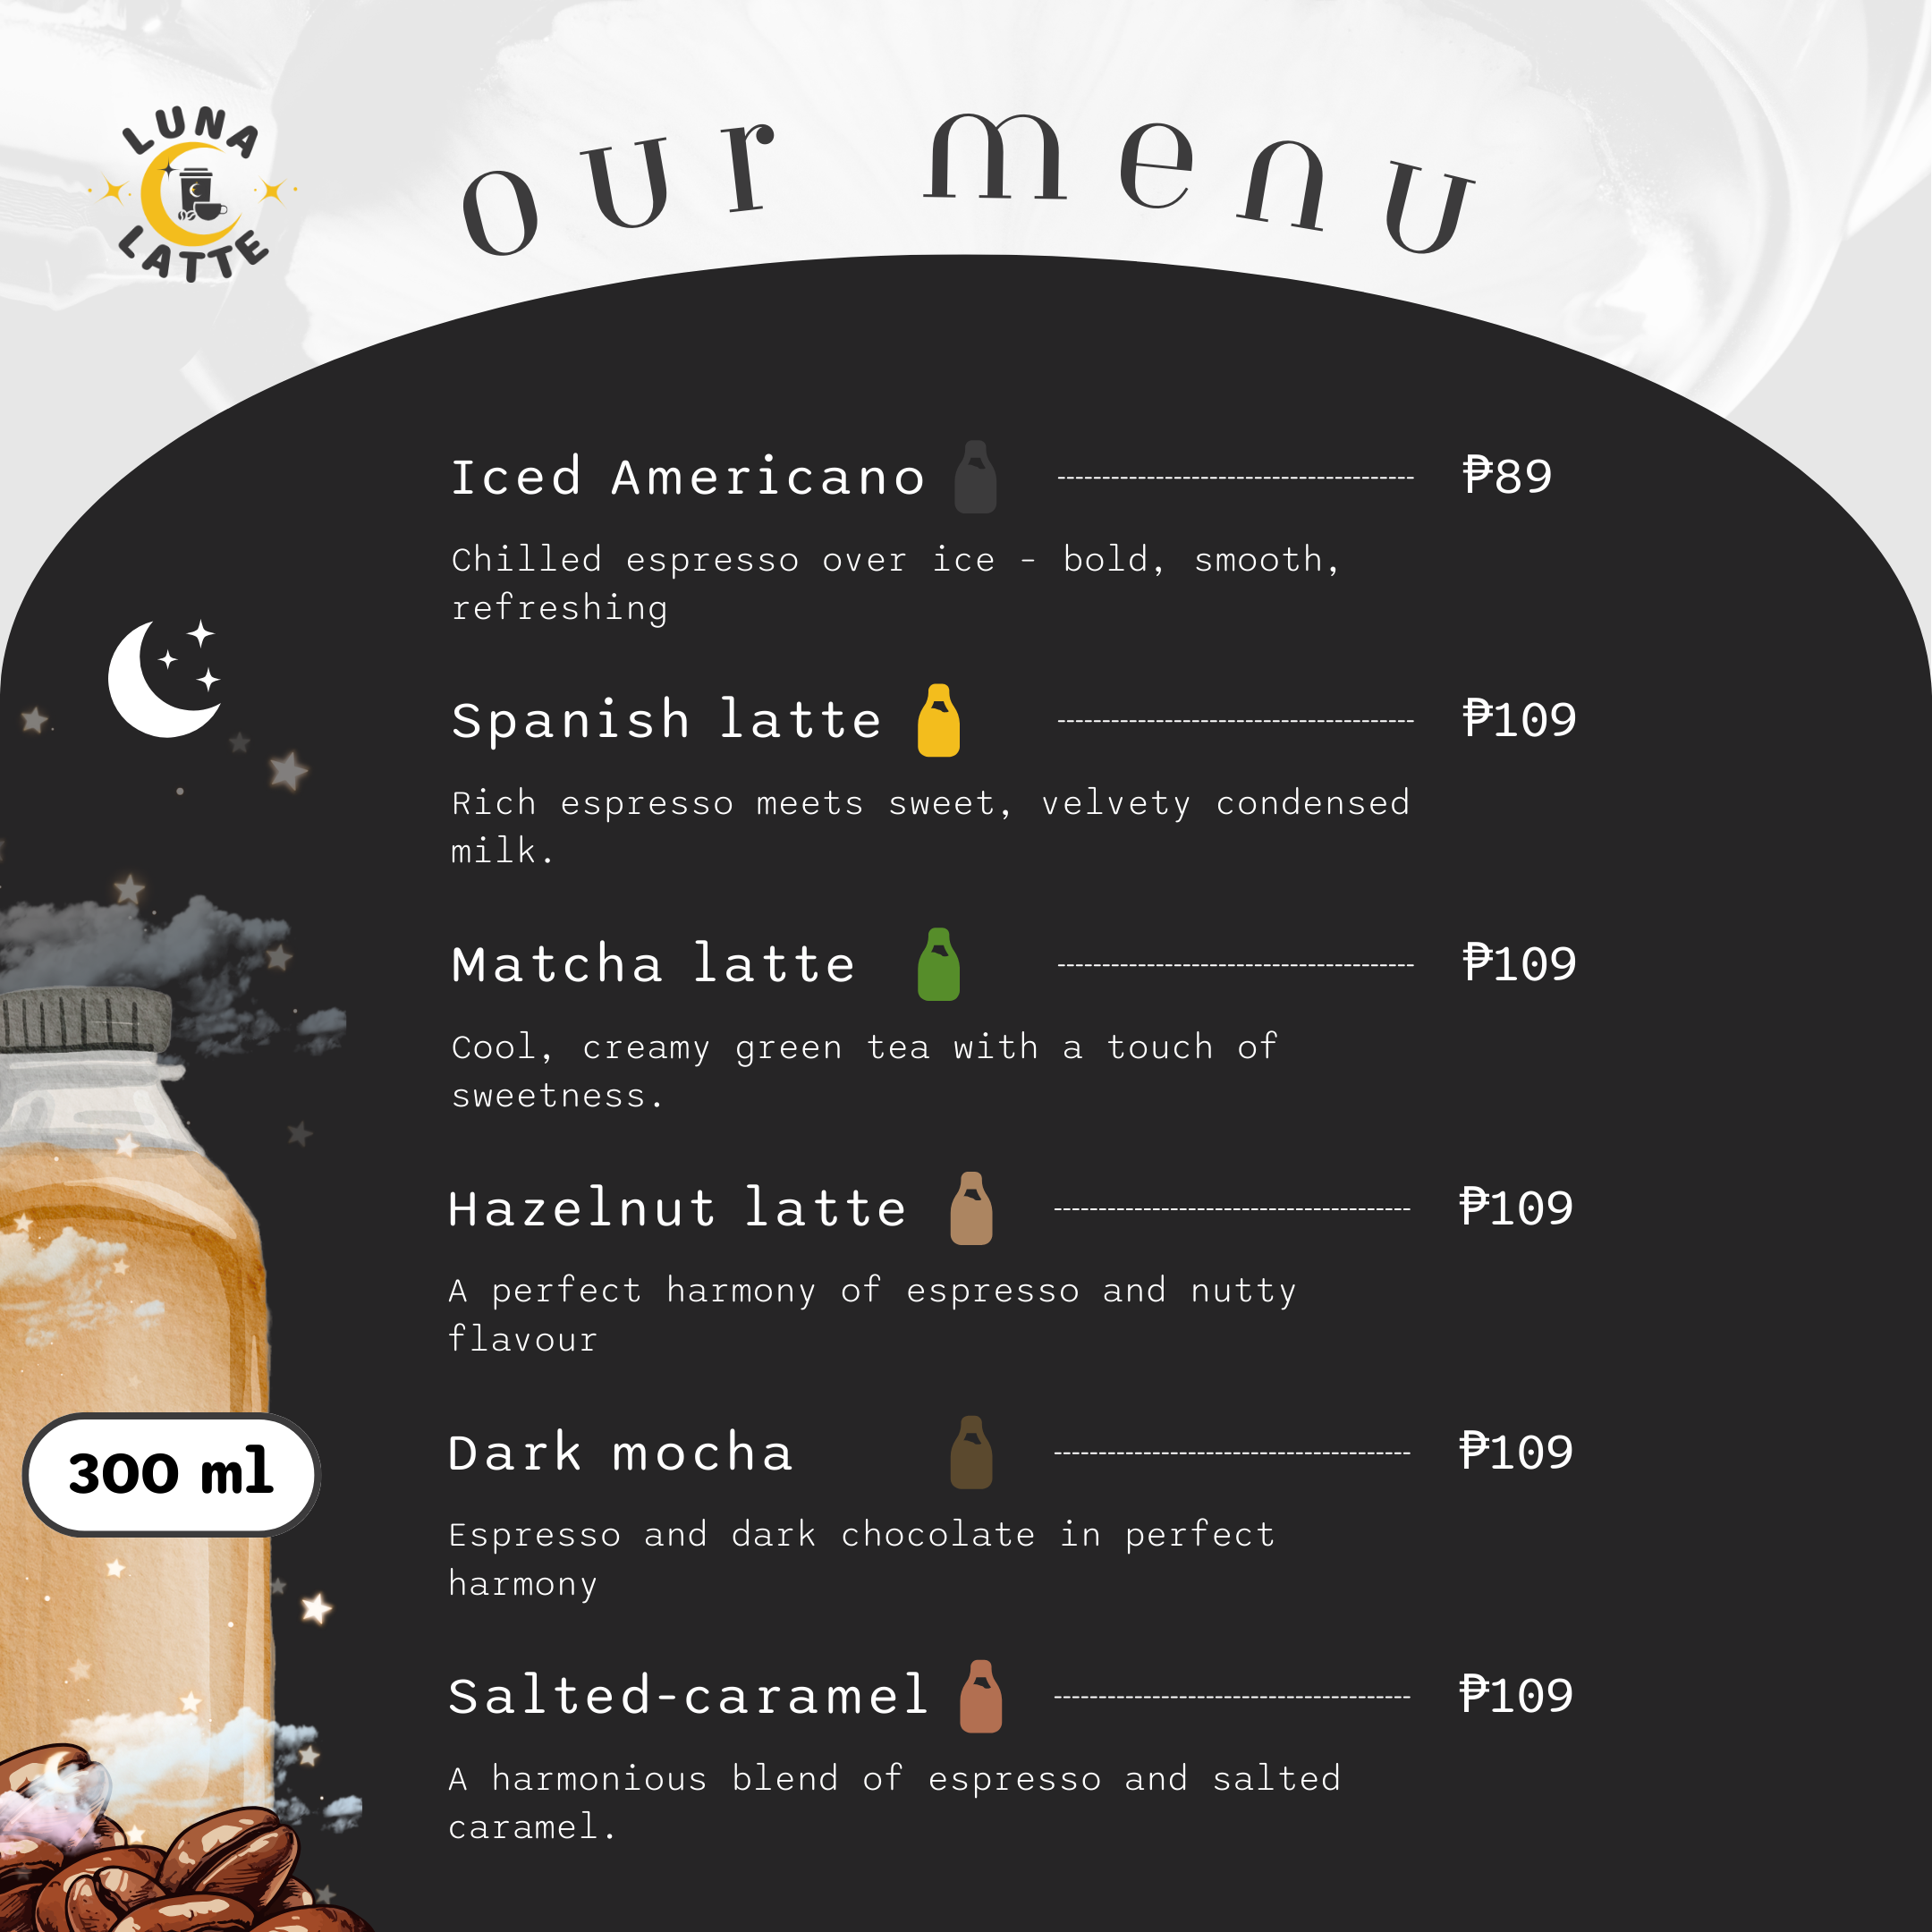 LUNA
LATTE
our menu
Iced Americano ₱89
Chilled espresso over ice - bold, smooth,
refreshing
Spanish latte ₱109
Rich espresso meets sweet, velvety condensed
milk.
Matcha latte ₱109
Cool, creamy green tea with a touch of
sweetness.
Hazelnut latte ₱109
A perfect harmony of espresso and nutty
flavour
Dark mocha ₱109
Espresso and dark chocolate in perfect
harmony
Salted-caramel ₱109
A harmonious blend of espresso and salted
caramel.
300 ml